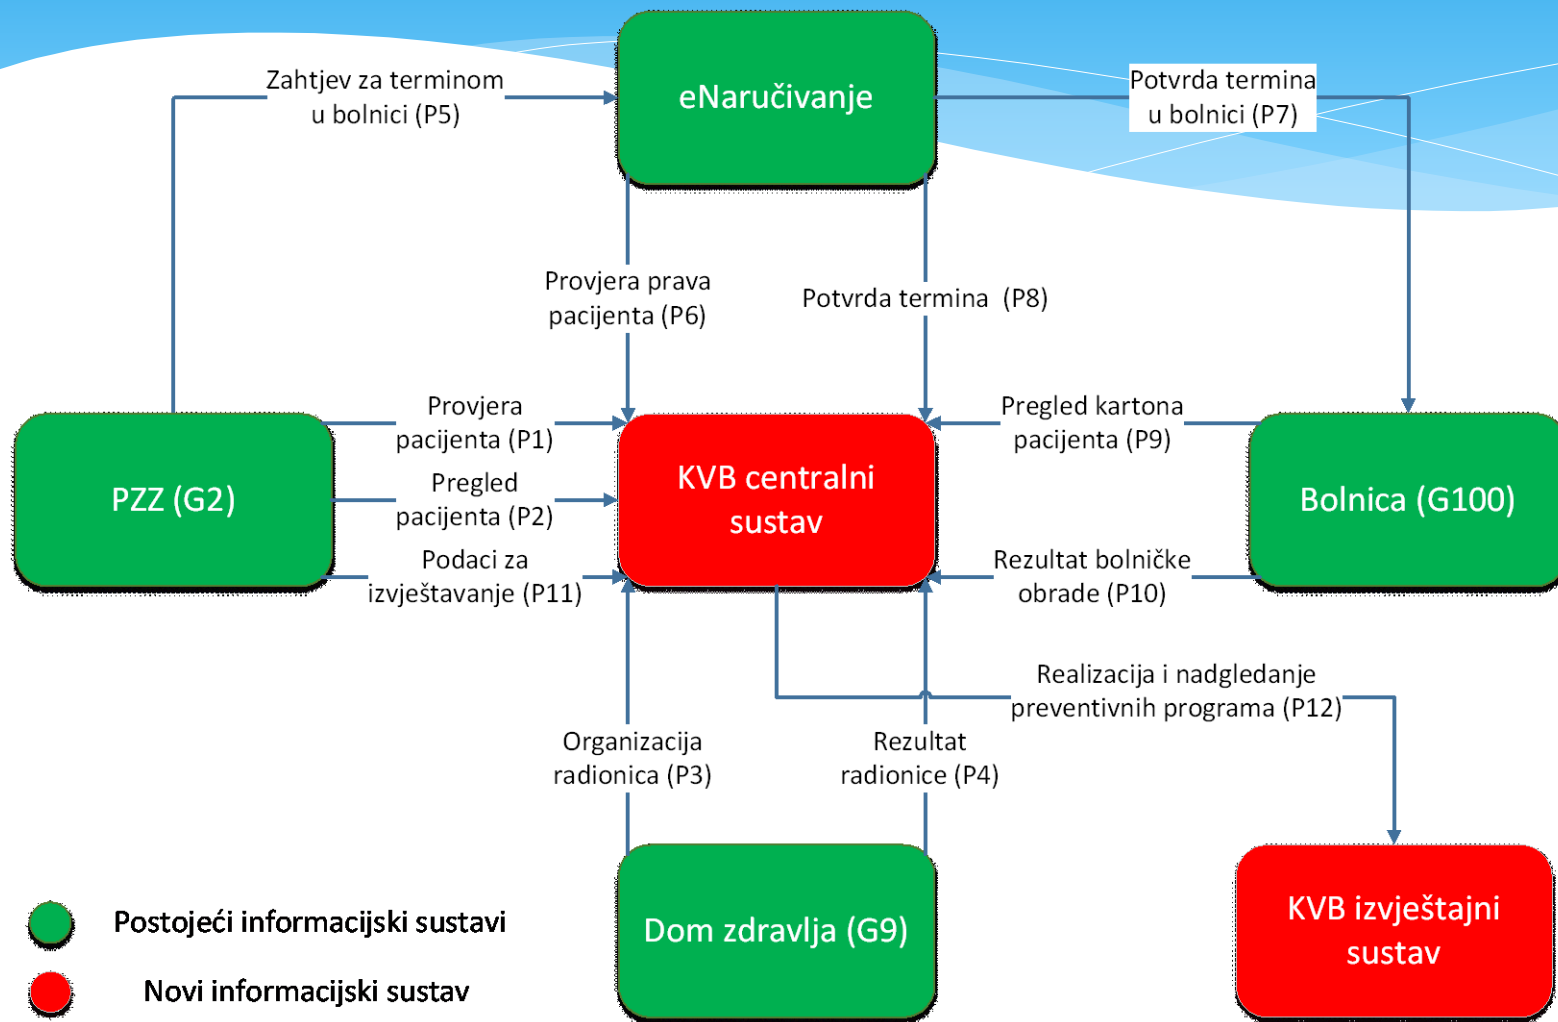 Zahtjev za terminom
u bolnici (P5)
eNaručivanje
Potvrda termina
u bolnici (P7)
Provjera prava
pacijenta (P6)
Potvrda termina  (P8)
Provjera
pacijenta (P1)
Pregled kartona
pacijenta (P9)
PZZ (G2)
Pregled
pacijenta (P2)
KVB centralni
sustav
Bolnica (G100)
Podaci za
izvještavanje (P11)
Rezultat bolničke
obrade (P10)
Realizacija i nadgledanje
preventivnih programa (P12)
Organizacija
radionica (P3)
Rezultat
radionice (P4)
Postojeći informacijski sustavi
Novi informacijski sustav
Dom zdravlja (G9)
KVB izvještajni
sustav